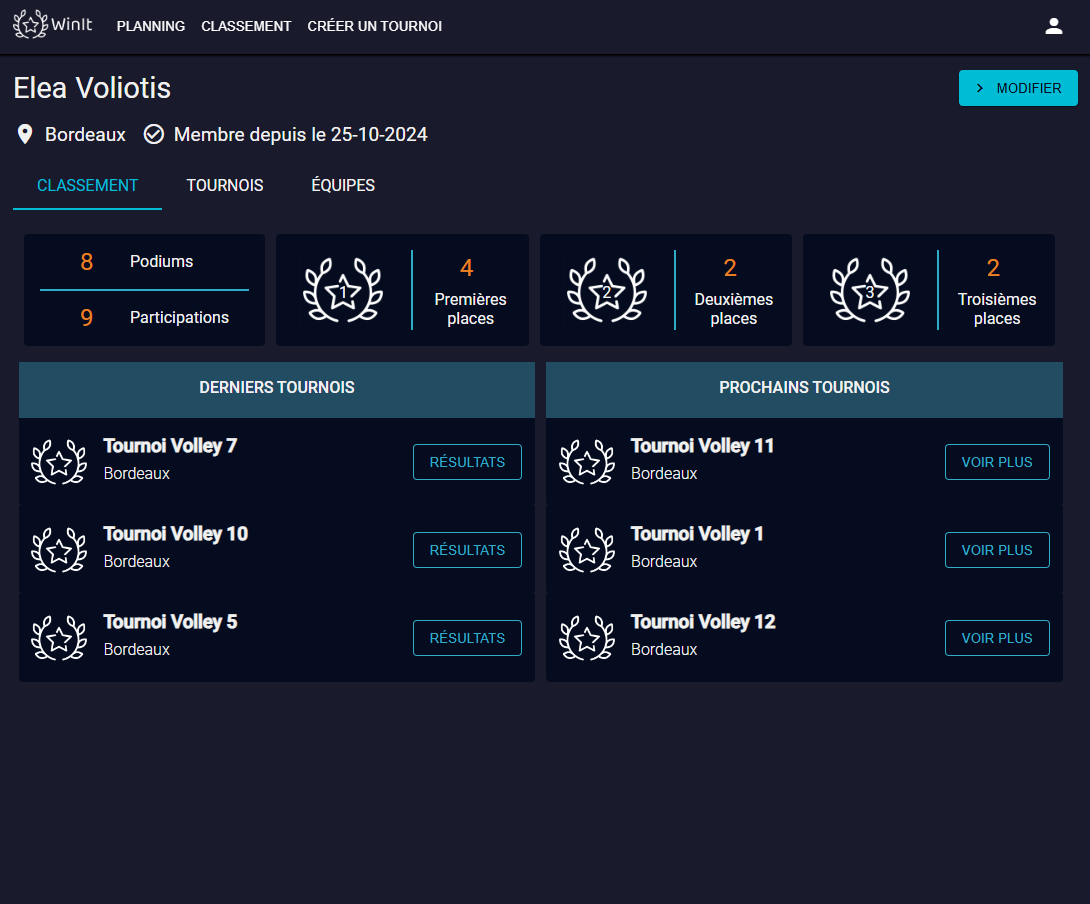 WinIt PLANNING CLASSEMENT CRÉER UN TOURNOI
Elea Voliotis
MODIFIER
Bordeaux Membre depuis le 25-10-2024
CLASSEMENT TOURNOIS ÉQUIPES
8 Podiums
9 Participations
1
4
Premières
places
2
2
Deuxièmes
places
3
2
Troisièmes
places
DERNIERS TOURNOIS
Tournoi Volley 7
Bordeaux
RÉSULTATS
Tournoi Volley 10
Bordeaux
RÉSULTATS
Tournoi Volley 5
Bordeaux
RÉSULTATS
PROCHAINS TOURNOIS
Tournoi Volley 11
Bordeaux
VOIR PLUS
Tournoi Volley 1
Bordeaux
VOIR PLUS
Tournoi Volley 12
Bordeaux
VOIR PLUS